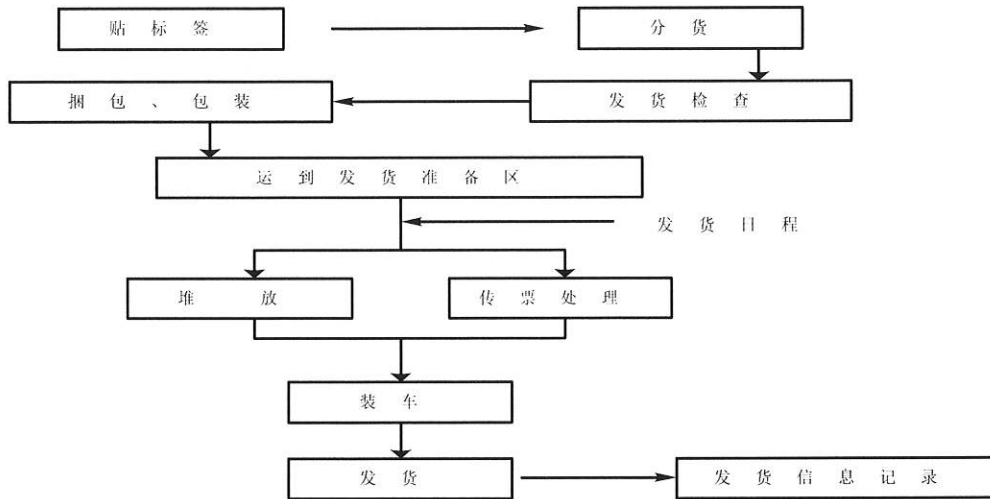 贴标签
分货
捆包、包装
发货检查
运到发货准备区
发货日程
堆放
传票处理
装车
发货
发货信息记录